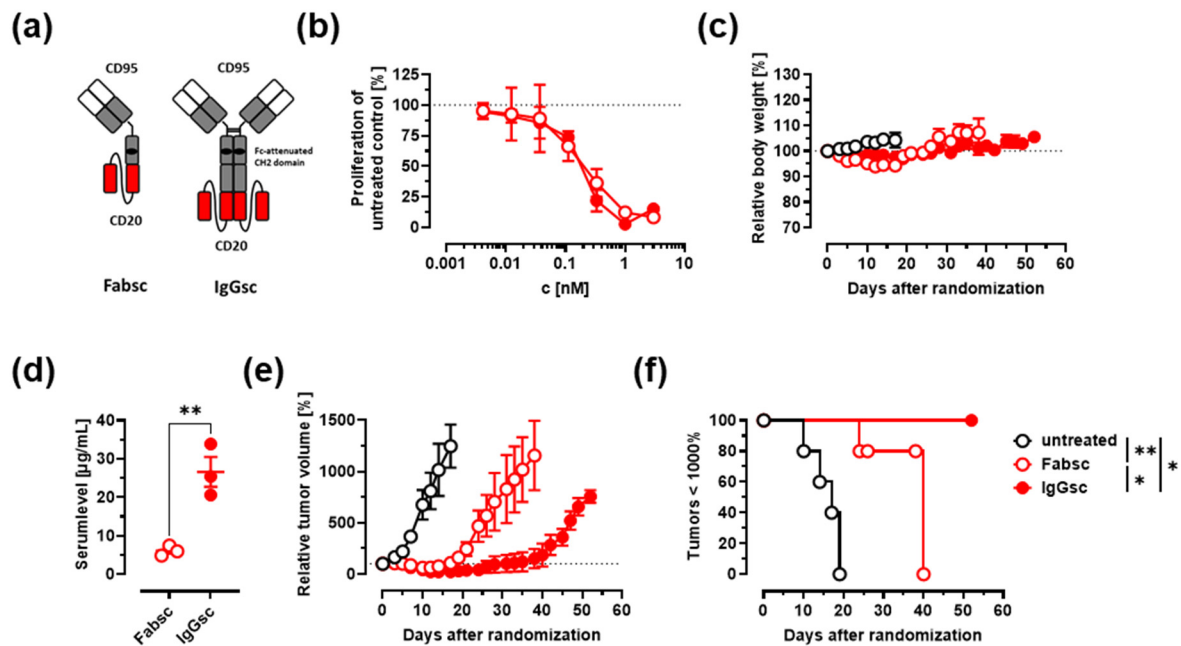 (a)
CD95
CD95
Fc-attenuated
CH2 domain
CD20
CD20
Fabsc
IgGsc
(b)
Proliferation of
untreated control [%]
125
100
75
50
25
0
0.001
0.01
0.1
1
10
c [nM]
(c)
Relative body weight [%]
130
120
110
100
90
80
70
0
10
20
30
40
50
60
Days after randomization
(d)
Serumlevel [µg/mL]
40
30
20
10
0
**
Fabsc
IgGsc
(e)
Relative tumor volume [%]
1500
1000
500
0
0
10
20
30
40
50
60
Days after randomization
(f)
Tumors < 1000%
100
80
60
40
20
0
0
10
20
30
40
50
60
Days after randomization
untreated
Fabsc
IgGsc
**
*
*